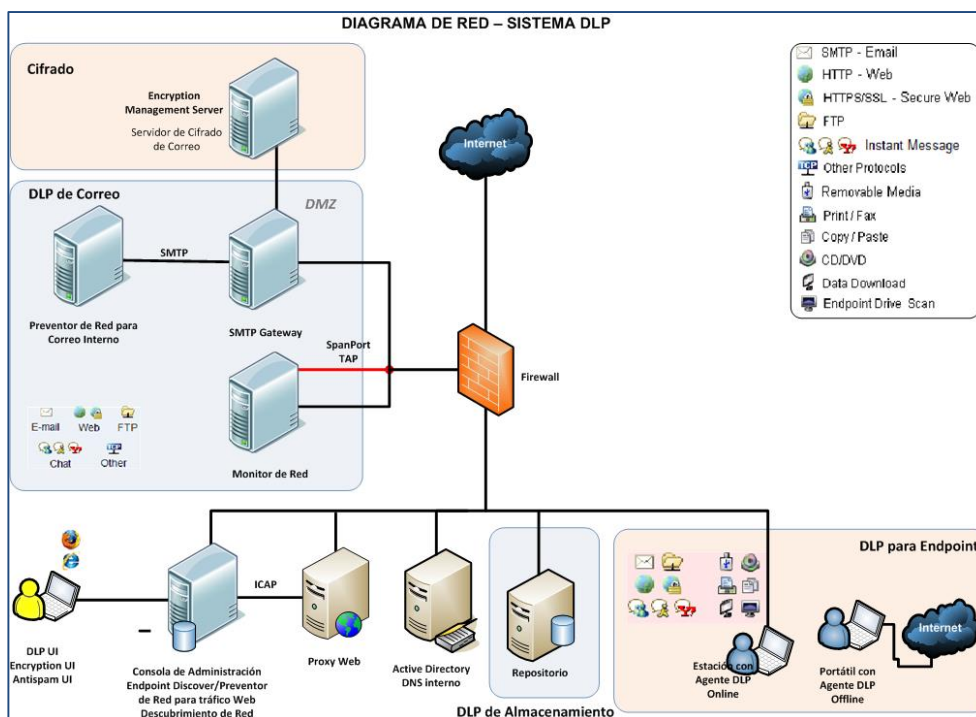 DIAGRAMA DE RED – SISTEMA DLP
Cifrado
Encryption
Management Server
Servidor de Cifrado
de Correo
Internet
SMTP - Email
HTTP - Web
HTTPS/SSL - Secure Web
FTP
Instant Message
TCP
Other Protocols
Removable Media
Print / Fax
Copy / Paste
CD/DVD
Data Download
Endpoint Drive Scan
DLP de Correo
DMZ
SMTP
Preventor de Red para
Correo Interno
SMTP Gateway
SpanPort
TAP
Firewall
E-mail Web FTP
TCP
Chat Other
Monitor de Red
DLP para Endpoint
ICAP
Internet
DLP UI
Encryption UI
Antispam UI
Consola de Administración
Endpoint Discover/Preventor
de Red para tráfico Web
Descubrimiento de Red
Proxy Web
Active Directory
DNS interno
Repositorio
Estación con
Agente DLP
Online
Portátil con
Agente DLP
Offline
DLP de Almacenamiento